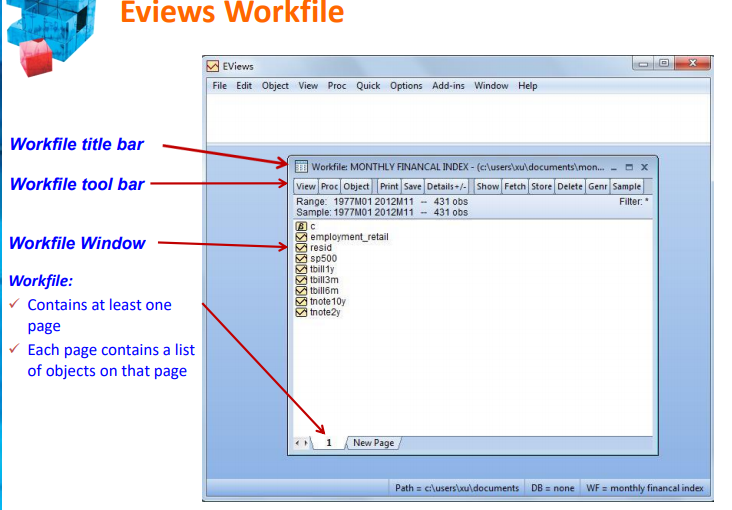 Eviews Workfile
EViews
File Edit Object View Proc Quick Options Add-ins Window Help
Workfile title bar
Workfile: MONTHLY FINANCAL INDEX - (c:\users\xu\documents\mon...
Workfile tool bar
View Proc Object Print Save Details+/- Show Fetch Store Delete Genr Sample
Range: 1977M01 2012M11 -- 431 obs
Filter: *
Sample: 1977M01 2012M11 -- 431 obs
β c
employment_retail
Workfile Window
resid
sp500
tbill1y
tbill3m
tbill6m
tnote10y
tnote2y
Workfile:
✓ Contains at least one
page
✓ Each page contains a list
of objects on that page
1 New Page
Path = c:\users\xu\documents DB = none WF = monthly financal index